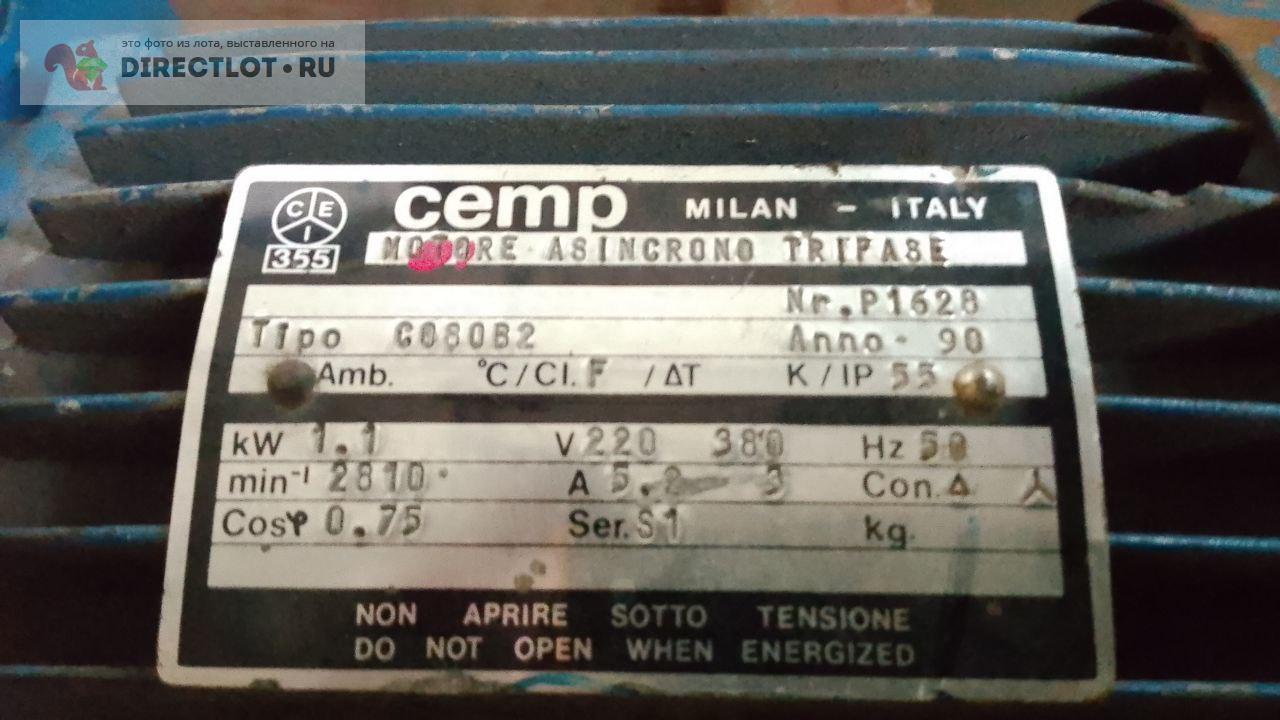 это фото из лота, выставленного на
DIRECTLOT•RU
CEI
cemp MILAN - ITALY
355
MOTORE ASINCRONO TRIFASE
Nr. P1628
Tipo C080B2 Anno 90
Amb. °C/Cl. F /ΔT K/IP 55
kW 1.1 V 220 380 Hz 50
min⁻¹ 2810 A 5.2 - 3 Con. Δ 人
Cosφ 0.75 Ser. S1 kg.
NON APRIRE SOTTO TENSIONE
DO NOT OPEN WHEN ENERGIZED